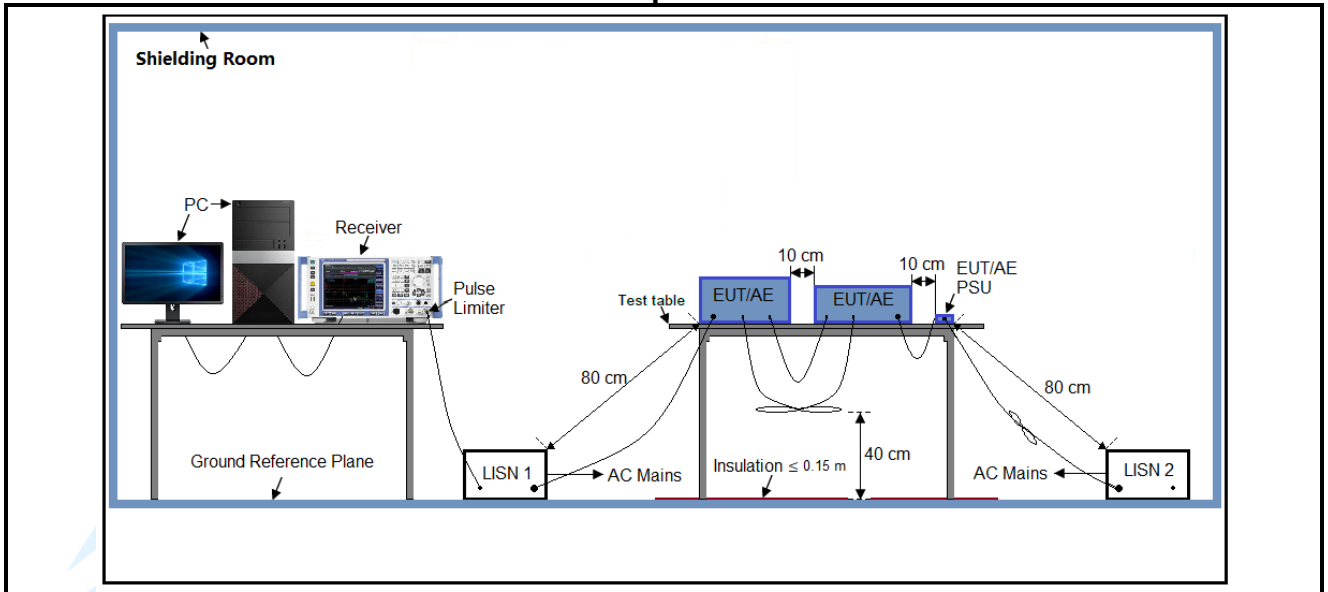 Shielding Room
PC
Receiver
Pulse
Limiter
10 cm
10 cm
EUT/AE
PSU
EUT/AE
EUT/AE
Test table
80 cm
80 cm
40 cm
Ground Reference Plane
LISN 1
AC Mains
Insulation ≤ 0.15 m
AC Mains
LISN 2